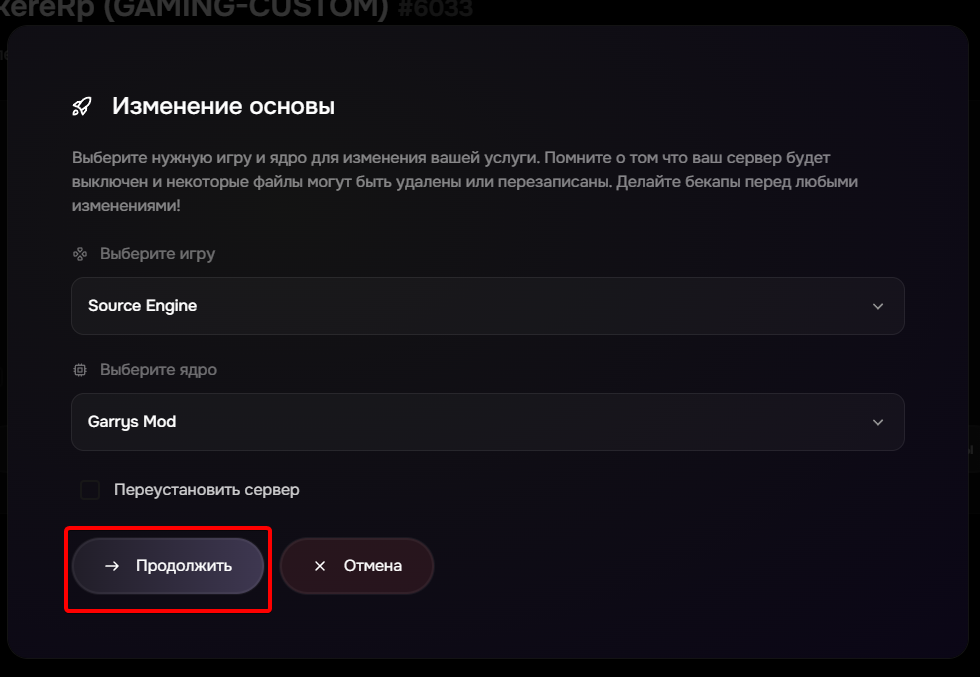 (GAMING-CUSTOM) #6033
Изменение основы
Выберите нужную игру и ядро для изменения вашей услуги. Помните о том что ваш сервер будет
выключен и некоторые файлы могут быть удалены или перезаписаны. Делайте бекапы перед любыми
изменениями!
Выберите игру
Source Engine
Выберите ядро
Garrys Mod
Переустановить сервер
Продолжить
Отмена